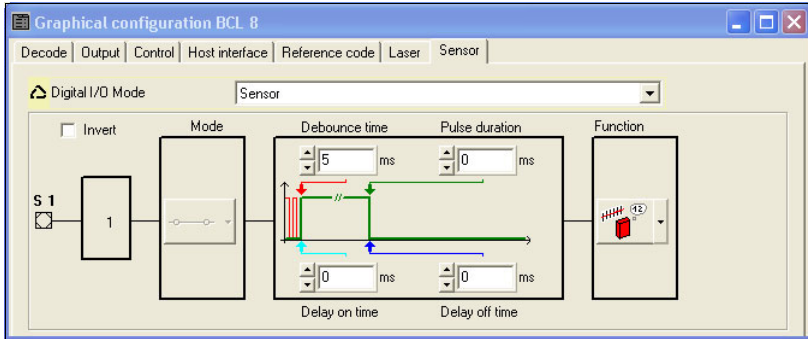 Graphical configuration BCL 8
Decode Output Control Host interface Reference code Laser Sensor
Digital I/O Mode Sensor
Invert Mode Debounce time Pulse duration Function
5 ms 0 ms
S 1
1
12
0 ms 0 ms
Delay on time Delay off time